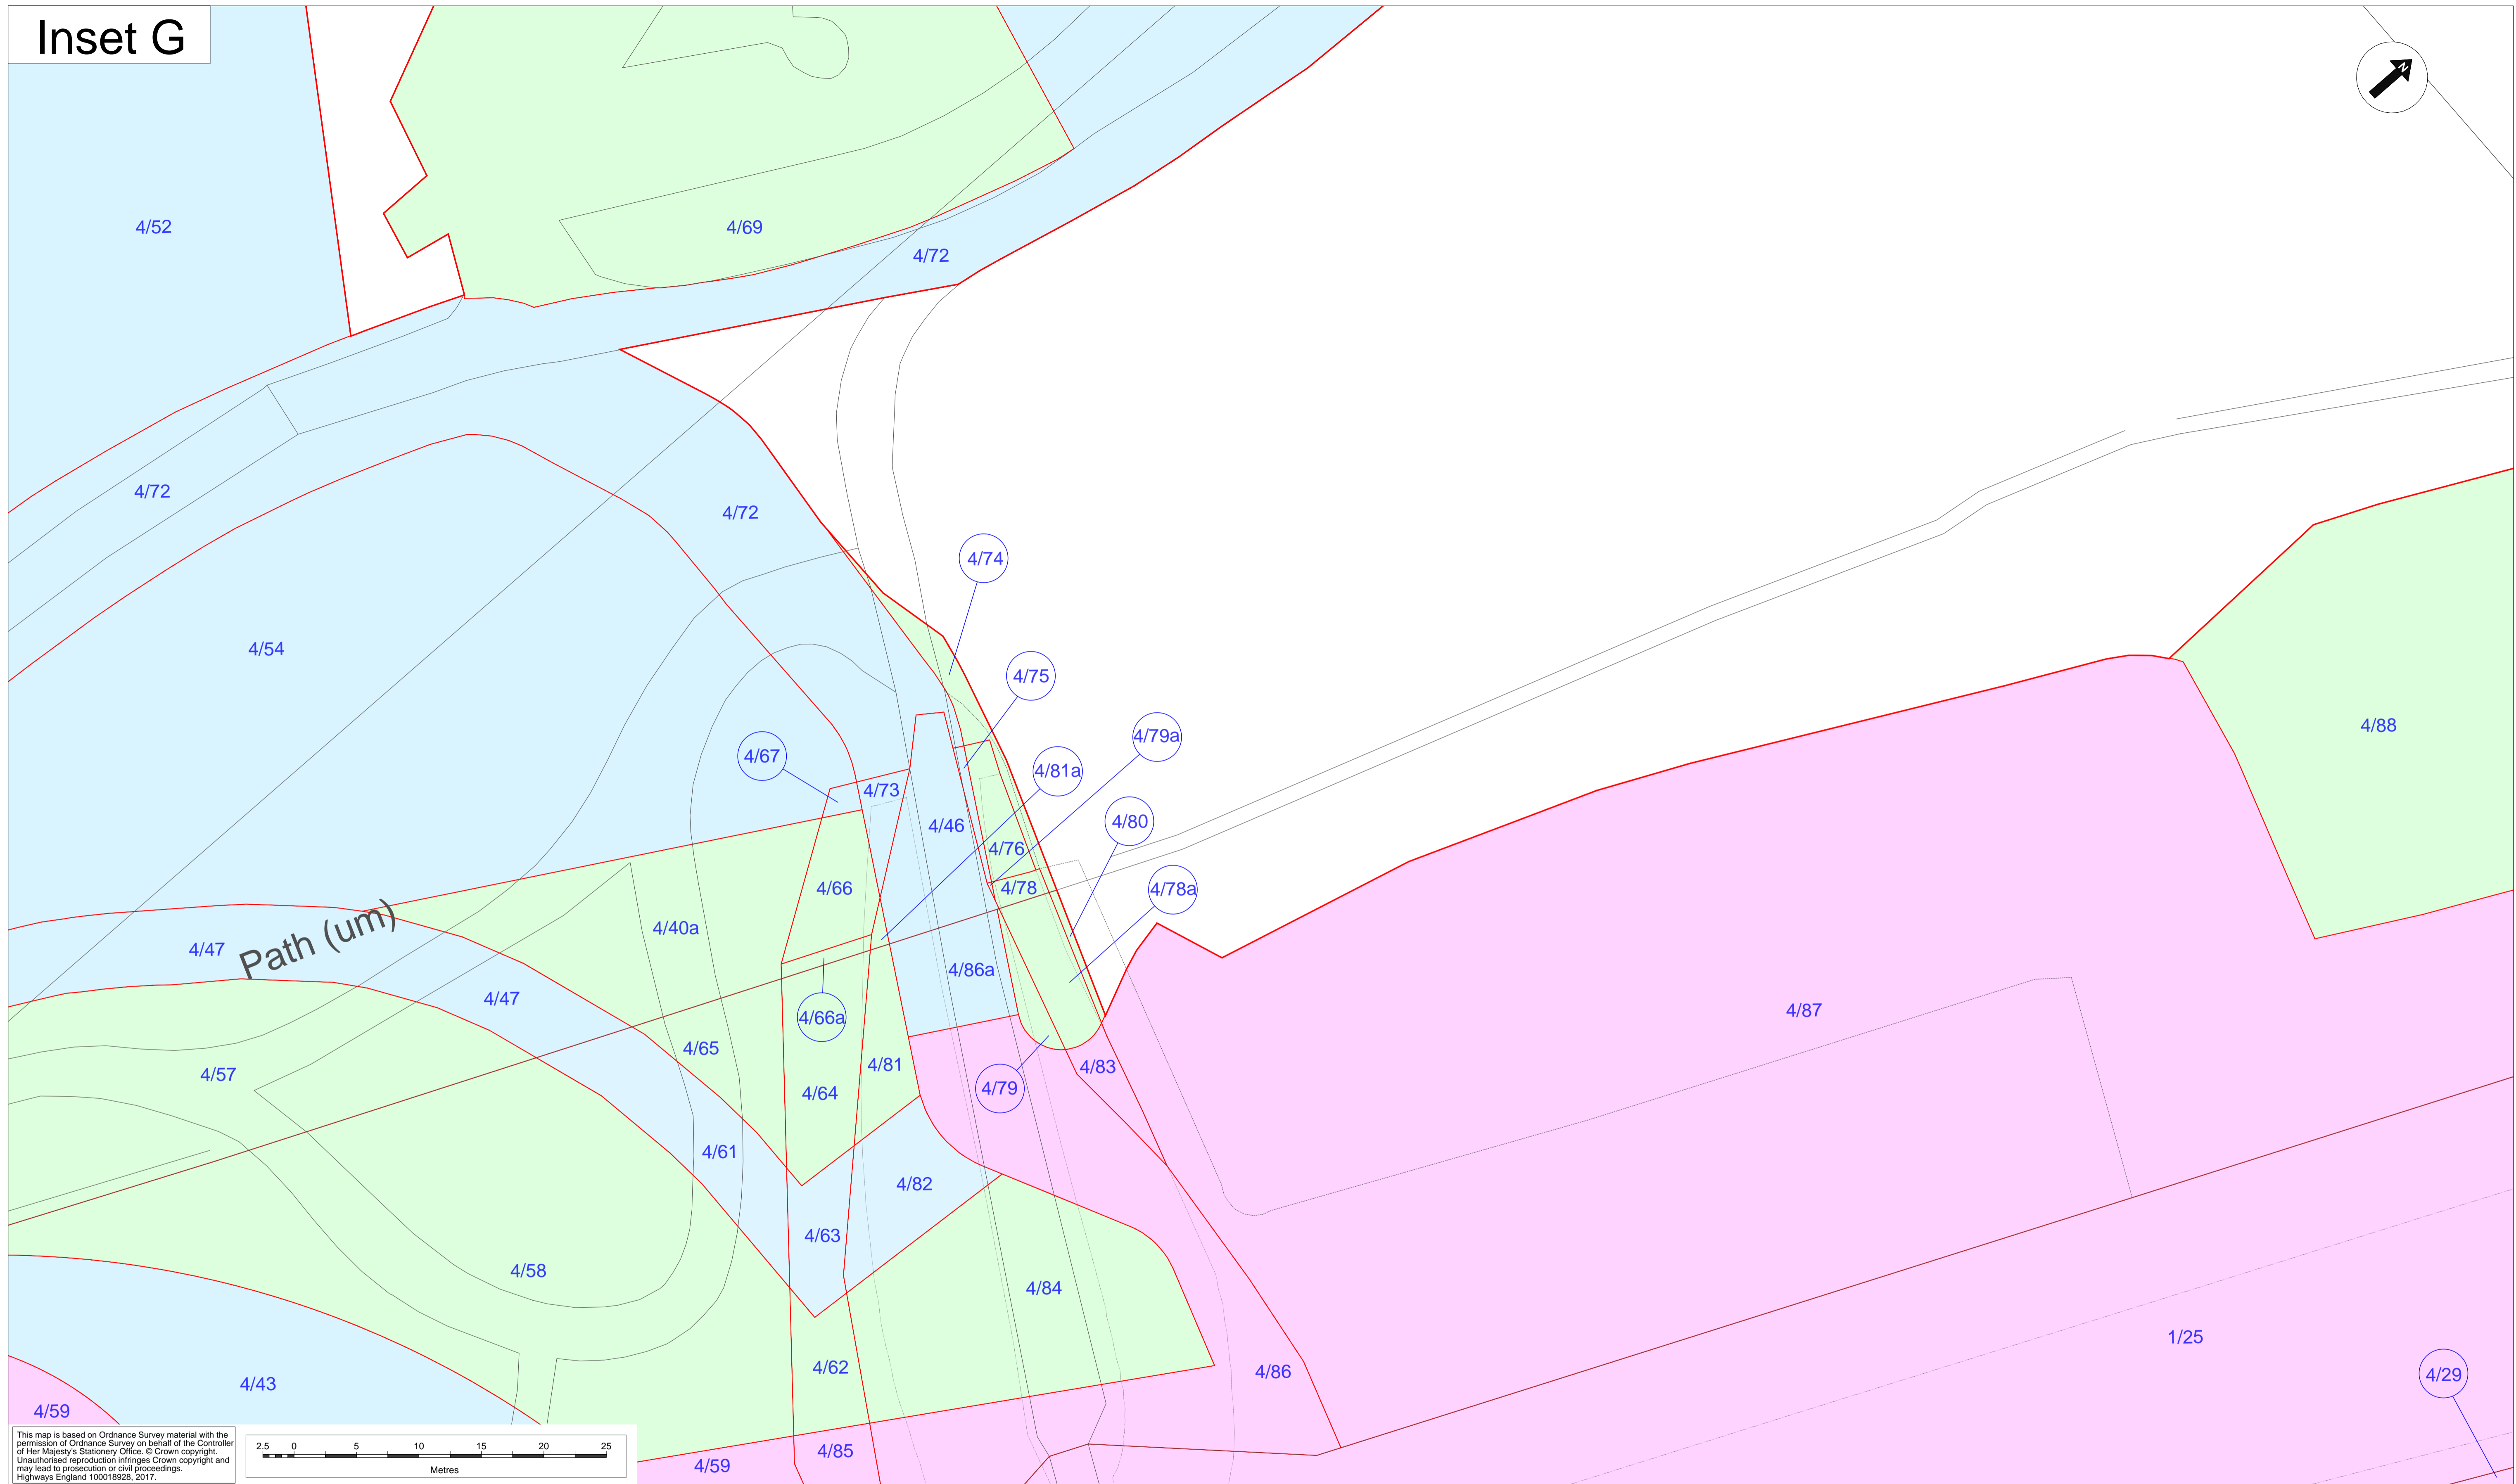 Inset G
N
4/52
4/69
4/72
4/72
4/72
4/74
4/54
4/75
4/88
4/79a
4/67
4/81a
4/73
4/46
4/80
4/76
4/66
4/78
4/78a
4/40a
Path (um)
4/47
4/86a
4/47
4/87
4/66a
4/65
4/81
4/83
4/57
4/79
4/64
4/61
4/82
4/63
4/58
4/84
1/25
4/62
4/86
4/29
4/43
4/59
4/85
4/59
This map is based on Ordnance Survey material with the
permission of Ordnance Survey on behalf of the Controller
of Her Majesty's Stationery Office. © Crown copyright.
Unauthorised reproduction infringes Crown copyright and
may lead to prosecution or civil proceedings.
Highways England 100018928, 2017.
2.5 0 5 10 15 20 25
Metres